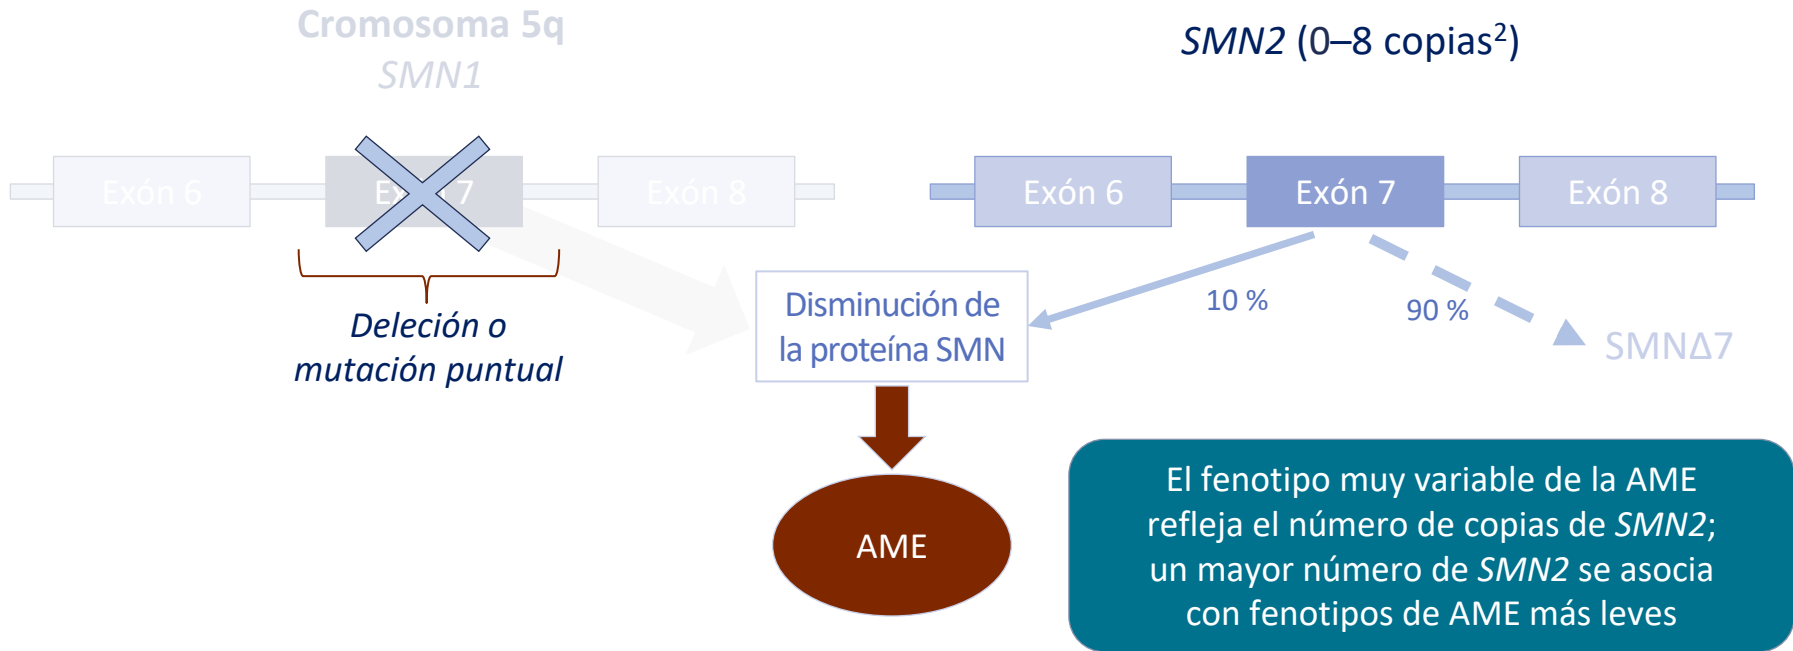 Cromosoma 5q
SMN1
Exón 6
Exón 7
Exón 8
Deleción o
mutación puntual
SMN2 (0–8 copias²)
Exón 6
Exón 7
Exón 8
10 %
90 %
SMNΔ7
Disminución de
la proteína SMN
AME
El fenotipo muy variable de la AME
refleja el número de copias de SMN2;
un mayor número de SMN2 se asocia
con fenotipos de AME más leves